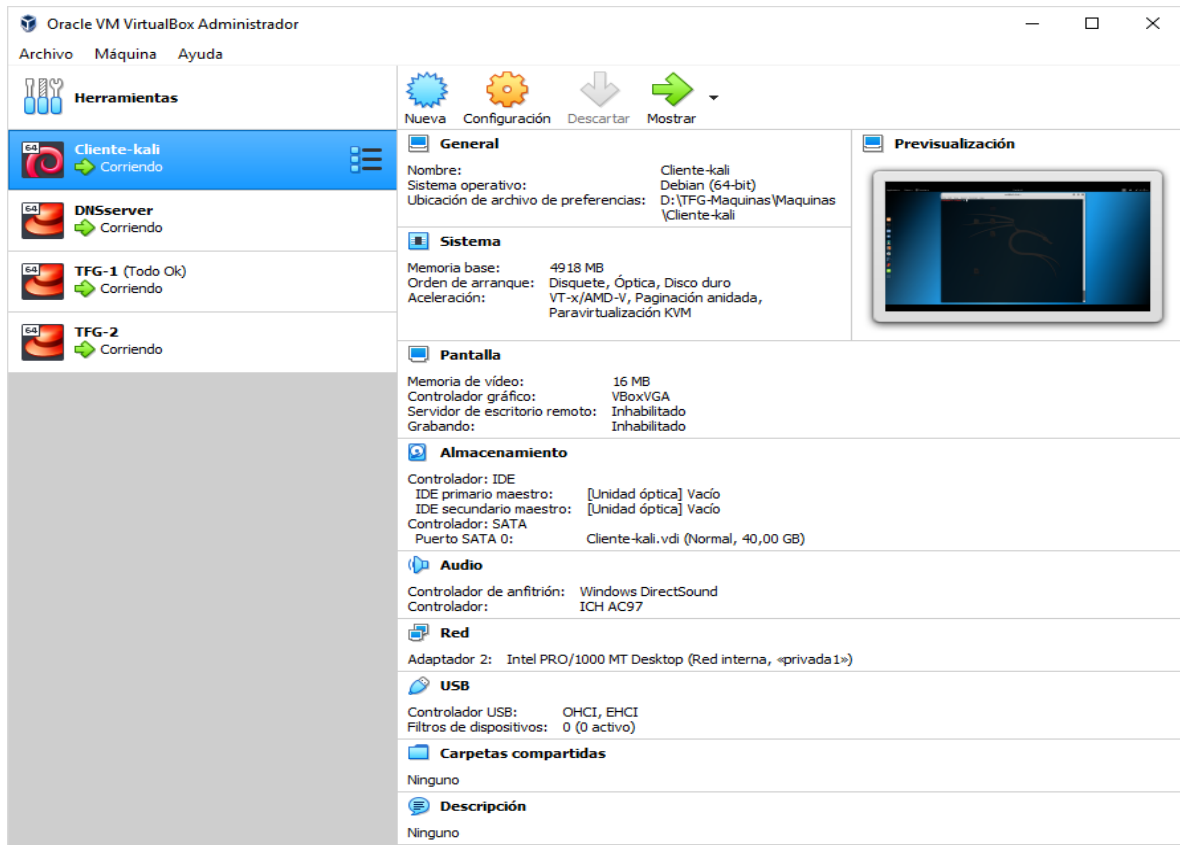 Oracle VM VirtualBox Administrador
Archivo Máquina Ayuda
Herramientas
64
Cliente-kali
Corriendo
64
DNSserver
Corriendo
64
TFG-1 (Todo Ok)
Corriendo
64
TFG-2
Corriendo
Nueva Configuración Descartar Mostrar
General
Nombre: Cliente-kali
Sistema operativo: Debian (64-bit)
Ubicación de archivo de preferencias: D:\TFG-Maquinas\Maquinas
\Cliente-kali
Previsualización
Sistema
Memoria base: 4918 MB
Orden de arranque: Disquete, Óptica, Disco duro
Aceleración: VT-x/AMD-V, Paginación anidada,
Paravirtualización KVM
Pantalla
Memoria de vídeo: 16 MB
Controlador gráfico: VBoxVGA
Servidor de escritorio remoto: Inhabilitado
Grabando: Inhabilitado
Almacenamiento
Controlador: IDE
IDE primario maestro: [Unidad óptica] Vacío
IDE secundario maestro: [Unidad óptica] Vacío
Controlador: SATA
Puerto SATA 0: Cliente-kali.vdi (Normal, 40,00 GB)
Audio
Controlador de anfitrión: Windows DirectSound
Controlador: ICH AC97
Red
Adaptador 2: Intel PRO/1000 MT Desktop (Red interna, «privada1»)
USB
Controlador USB: OHCI, EHCI
Filtros de dispositivos: 0 (0 activo)
Carpetas compartidas
Ninguno
Descripción
Ninguno